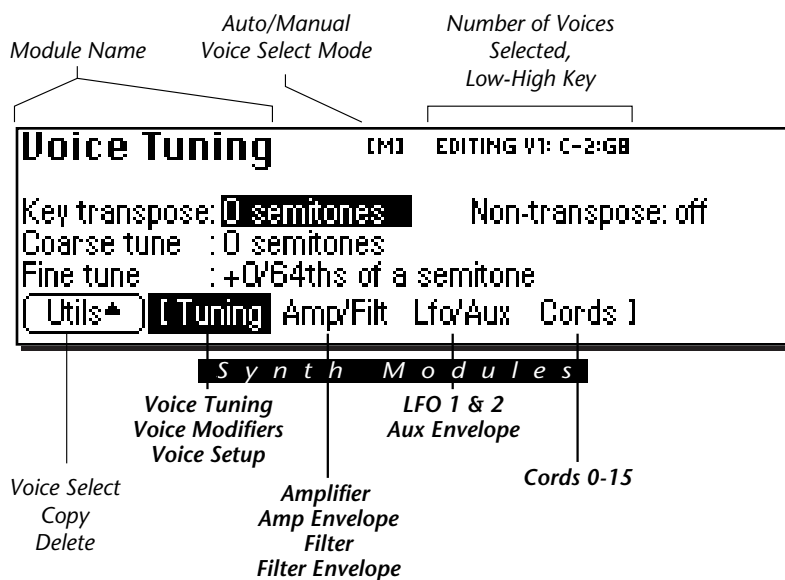 Module Name
Auto/Manual
Voice Select Mode
Number of Voices
Selected,
Low-High Key
Voice Tuning [M] EDITING V1: C-2:G8
Key transpose: 0 semitones Non-transpose: off
Coarse tune : 0 semitones
Fine tune : +0/64ths of a semitone
Utils [ Tuning Amp/Filt Lfo/Aux Cords ]
Synth Modules
Voice Tuning
Voice Modifiers
Voice Setup
LFO 1 & 2
Aux Envelope
Cords 0-15
Voice Select
Copy
Delete
Amplifier
Amp Envelope
Filter
Filter Envelope